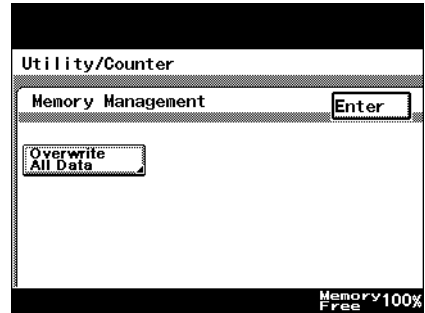 Utility/Counter
Memory Management
Enter
Overwrite
All Data
Memory
Free 100%